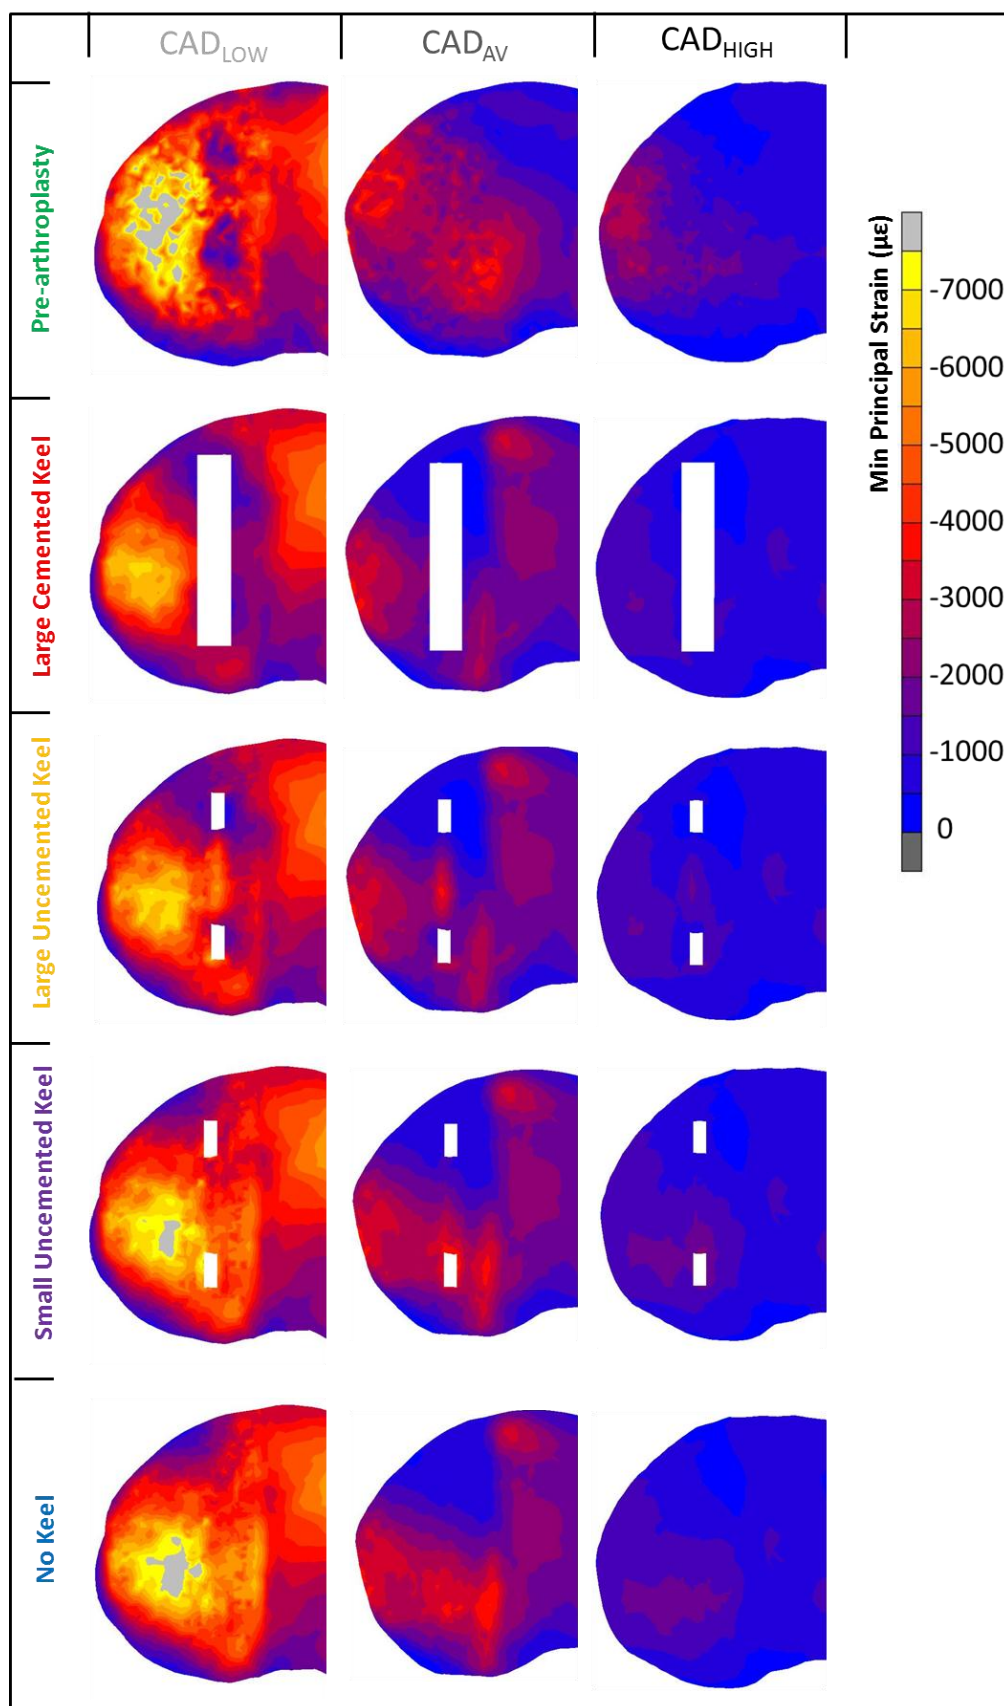 CADLOW
CADAV
CADHIGH
Pre-arthroplasty
Large Cemented Keel
Large Uncemented Keel
Small Uncemented Keel
No Keel
Min Principal Strain (με)
-7000
-6000
-5000
-4000
-3000
-2000
-1000
0